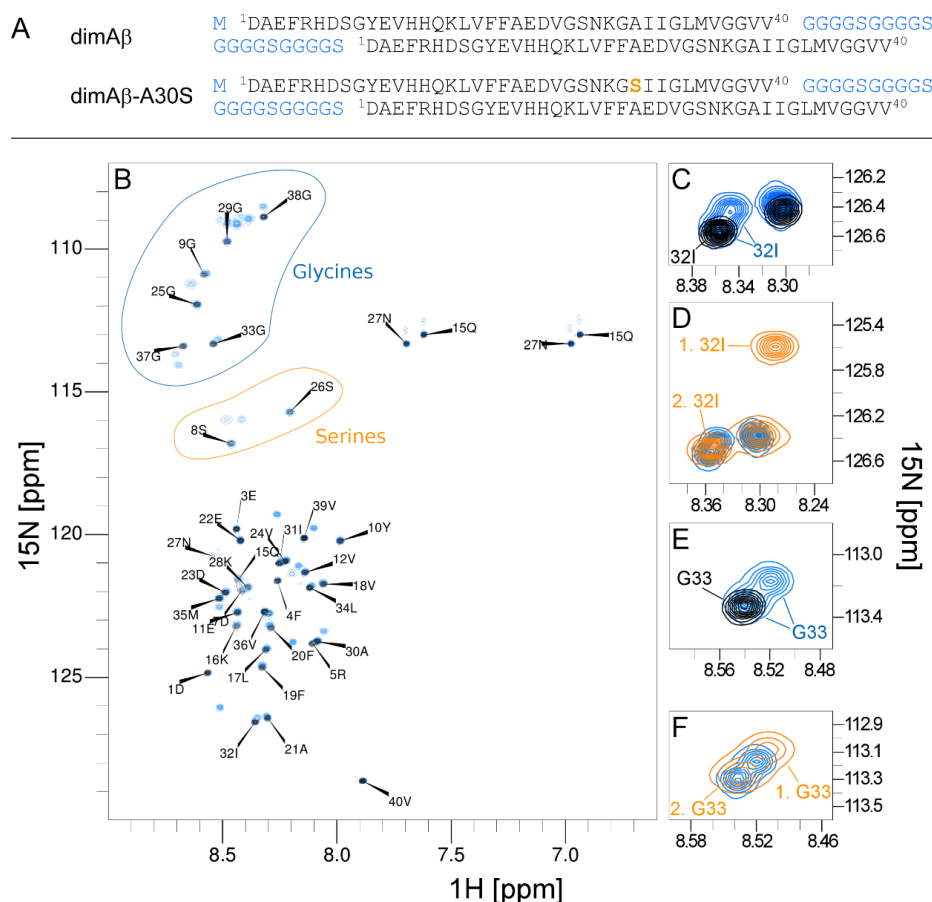 A
dimAβ
M ¹DAEFRHDSGYEVHHQKLVFFAEDVGSNKGAIIGLMVGGVV⁴⁰ GGGGSGGGGS
GGGGSGGGGS ¹DAEFRHDSGYEVHHQKLVFFAEDVGSNKGAIIGLMVGGVV⁴⁰
dimAβ-A30S
M ¹DAEFRHDSGYEVHHQKLVFFAEDVGSNKGSIIGLMVGGVV⁴⁰ GGGGSGGGGS
GGGGSGGGGS ¹DAEFRHDSGYEVHHQKLVFFAEDVGSNKGAIIGLMVGGVV⁴⁰
B
38G
29G
9G
Glycines
25G
27N
15Q
27N
15Q
33G
37G
26S
8S
Serines
3E
39V
22E
24V
31I
10Y
27N
15Q
28K
12V
23D
18V
35M
34L
11E
7D
4F
36V
16K
20F
30A
17L
5R
1D
19F
32I
21A
40V
110
115
120
125
15N [ppm]
8.5
8.0
7.5
7.0
1H [ppm]
C
32I
32I
126.2
126.4
126.6
8.38
8.34
8.30
D
1. 32I
2. 32I
125.4
125.8
126.2
126.6
8.36
8.30
8.24
15N [ppm]
E
G33
G33
113.0
113.4
8.56
8.52
8.48
F
2. G33
1. G33
112.9
113.1
113.3
113.5
8.58
8.52
8.46